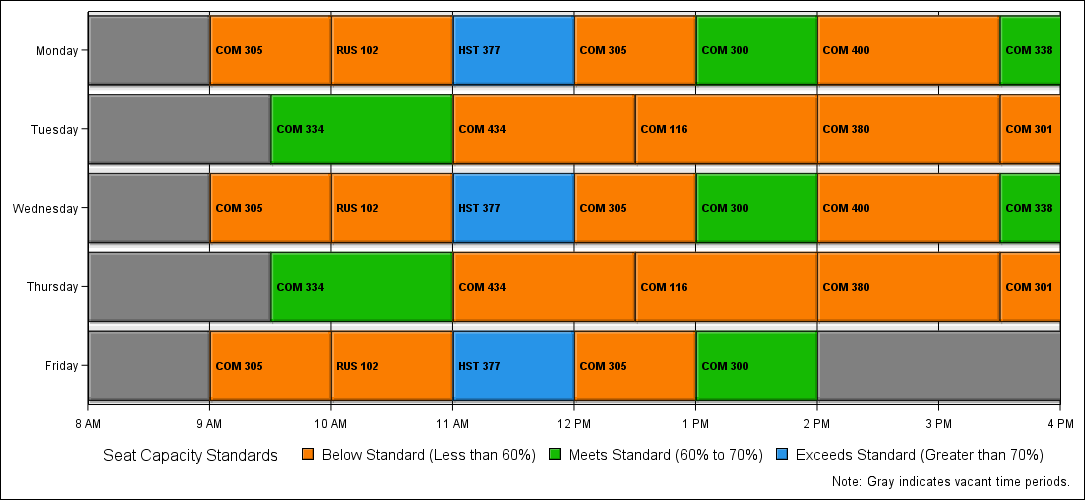 Monday COM 305 RUS 102 HST 377 COM 305 COM 300 COM 400 COM 338
Tuesday COM 334 COM 434 COM 116 COM 380 COM 301
Wednesday COM 305 RUS 102 HST 377 COM 305 COM 300 COM 400 COM 338
Thursday COM 334 COM 434 COM 116 COM 380 COM 301
Friday COM 305 RUS 102 HST 377 COM 305 COM 300
8 AM 9 AM 10 AM 11 AM 12 PM 1 PM 2 PM 3 PM 4 PM
Seat Capacity Standards Below Standard (Less than 60%) Meets Standard (60% to 70%) Exceeds Standard (Greater than 70%)
Note: Gray indicates vacant time periods.